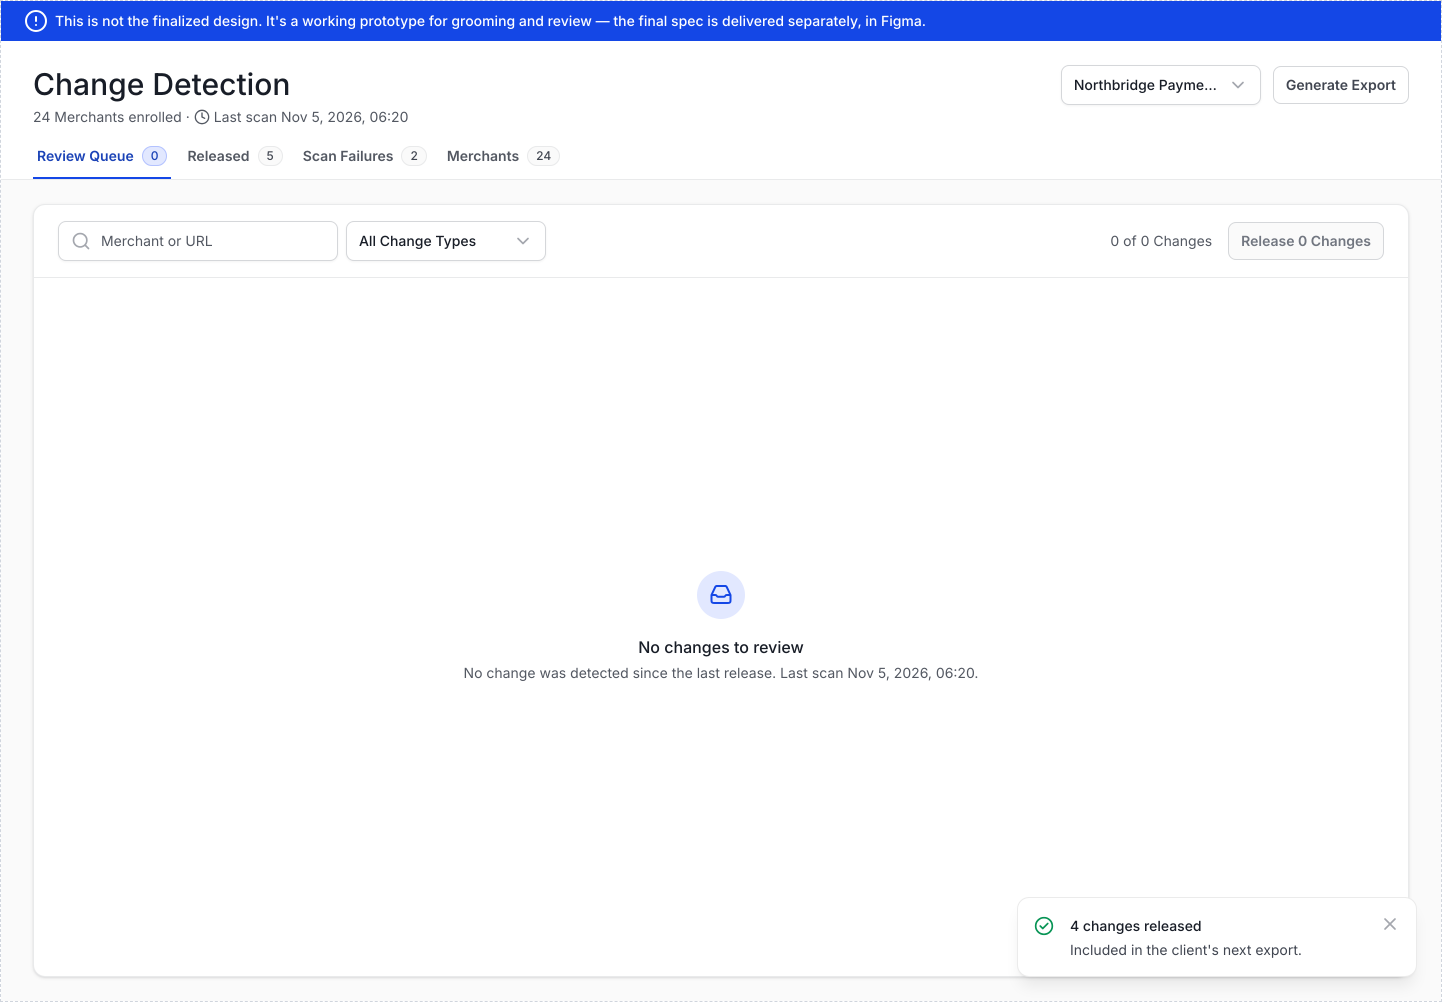 This is not the finalized design. It's a working prototype for grooming and review — the final spec is delivered separately, in Figma.
Change Detection
Northbridge Payme...
Generate Export
24 Merchants enrolled · Last scan Nov 5, 2026, 06:20
Review Queue 0 Released 5 Scan Failures 2 Merchants 24
Merchant or URL
All Change Types
0 of 0 Changes
Release 0 Changes
No changes to review
No change was detected since the last release. Last scan Nov 5, 2026, 06:20.
4 changes released
Included in the client's next export.